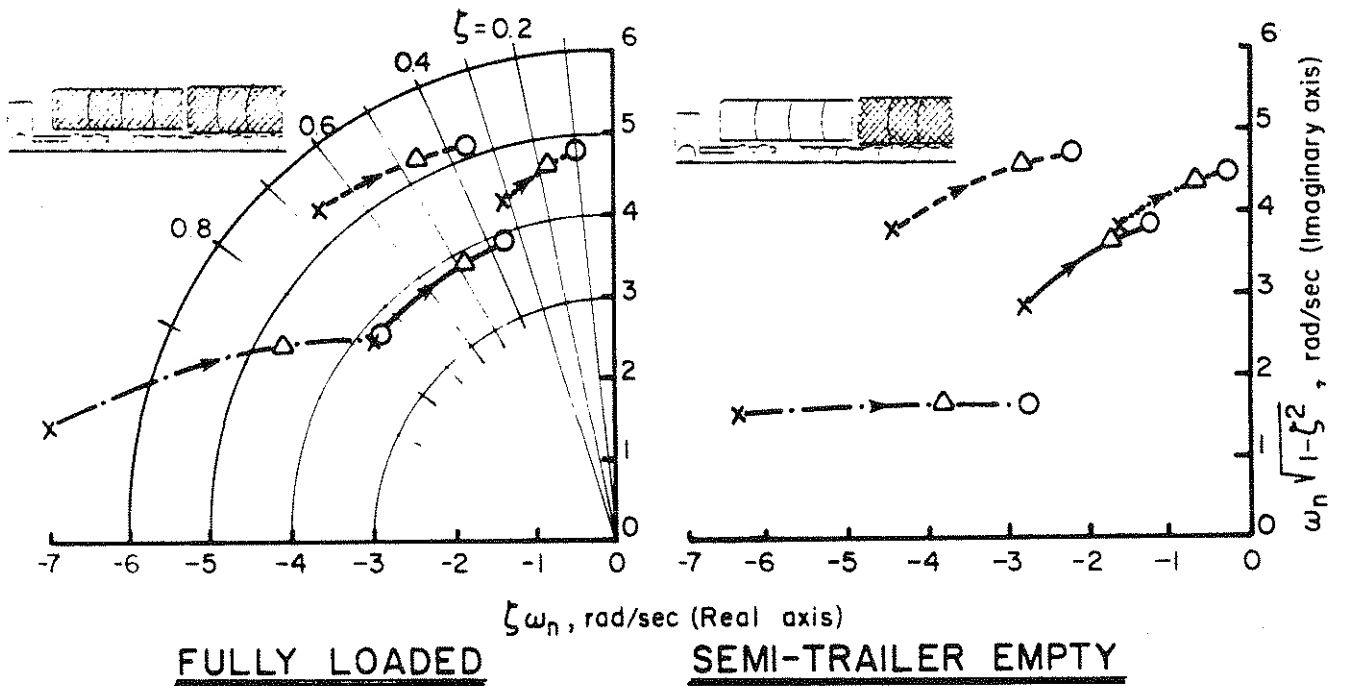 ζ=0.2
0.4
0.6
0.8
6
5
4
3
2
1
0
-7 -6 -5 -4 -3 -2 -1 0
6
5
4
3
2
1
0
-7 -6 -5 -4 -3 -2 -1 0
ωn√1-ζ², rad/sec (Imaginary axis)
ζωn, rad/sec (Real axis)
FULLY LOADED
SEMI-TRAILER EMPTY